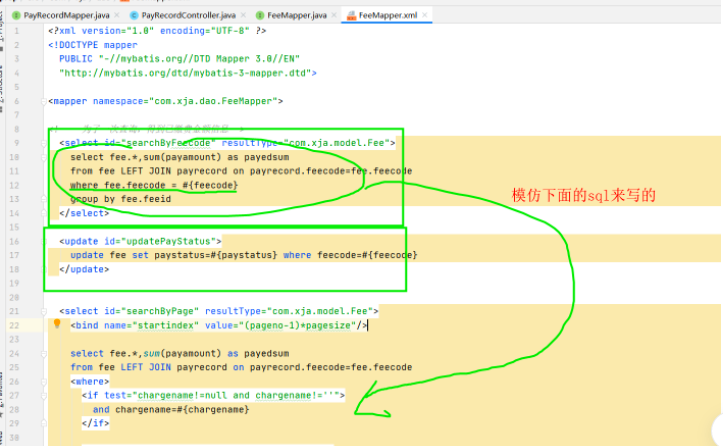 PayRecordMapper.java × PayRecordController.java × FeeMapper.java × FeeMapper.xml ×
1 <?xml version="1.0" encoding="UTF-8" ?>
2 <!DOCTYPE mapper
3 PUBLIC "-//mybatis.org//DTD Mapper 3.0//EN"
4 "http://mybatis.org/dtd/mybatis-3-mapper.dtd">
5
6 <mapper namespace="com.xja.dao.FeeMapper">
7
8
9 <select id="searchByFeecode" resultType="com.xja.model.Fee">
10 select fee.*,sum(payamount) as payedsum
11 from fee LEFT JOIN payrecord on payrecord.feecode=fee.feecode
12 where fee.feecode = #{feecode}
13 group by fee.feeid
14 </select>
模仿下面的sql来写的
15
16 <update id="updatePayStatus">
17 update fee set paystatus=#{paystatus} where feecode=#{feecode}
18 </update>
19
20
21 <select id="searchByPage" resultType="com.xja.model.Fee">
22 <bind name="startindex" value="(pageno-1)*pagesize"/>
23
24 select fee.*,sum(payamount) as payedsum
25 from fee LEFT JOIN payrecord on payrecord.feecode=fee.feecode
26 <where>
27 <if test="chargename!=null and chargename!=''">
28 and chargename=#{chargename}
29 </if>
30